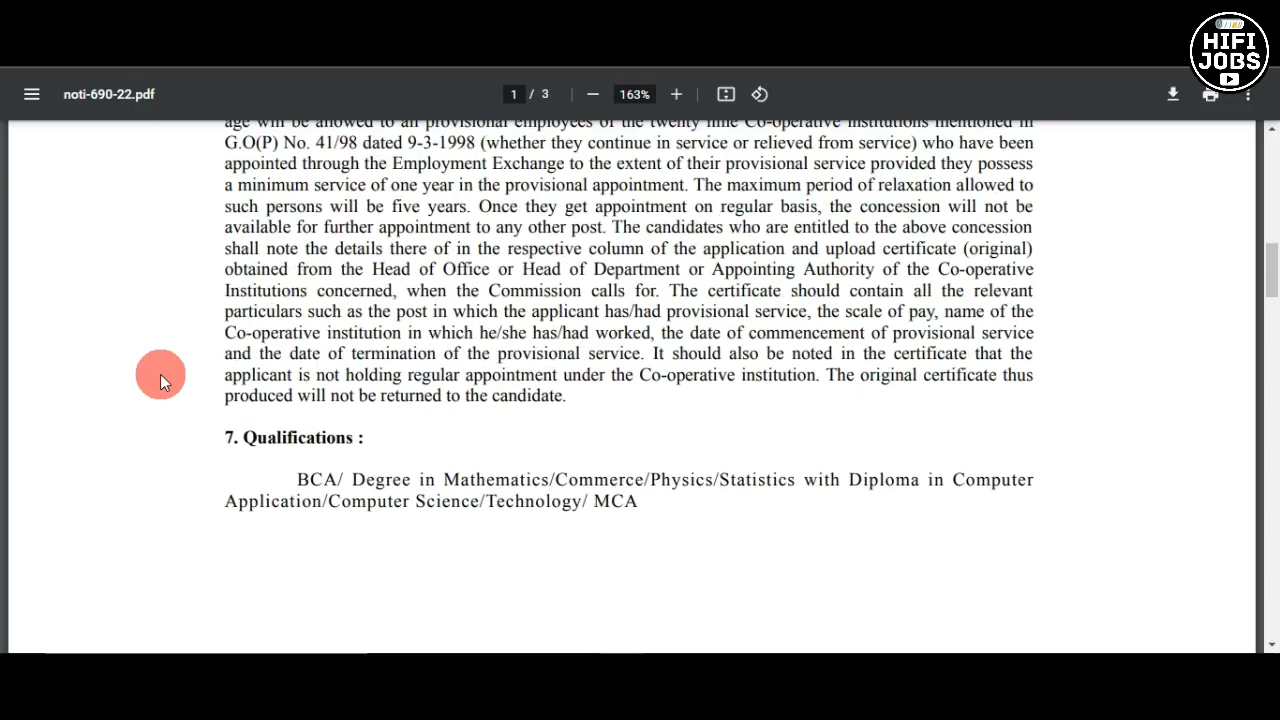 HIFI
JOBS
noti-690-22.pdf
1 / 3
163%
age will be allowed to all provisional employees of the twenty nine Co-operative institutions mentioned in
G.O(P) No. 41/98 dated 9-3-1998 (whether they continue in service or relieved from service) who have been
appointed through the Employment Exchange to the extent of their provisional service provided they possess
a minimum service of one year in the provisional appointment. The maximum period of relaxation allowed to
such persons will be five years. Once they get appointment on regular basis, the concession will not be
available for further appointment to any other post. The candidates who are entitled to the above concession
shall note the details there of in the respective column of the application and upload certificate (original)
obtained from the Head of Office or Head of Department or Appointing Authority of the Co-operative
Institutions concerned, when the Commission calls for. The certificate should contain all the relevant
particulars such as the post in which the applicant has/had provisional service, the scale of pay, name of the
Co-operative institution in which he/she has/had worked, the date of commencement of provisional service
and the date of termination of the provisional service. It should also be noted in the certificate that the
applicant is not holding regular appointment under the Co-operative institution. The original certificate thus
produced will not be returned to the candidate.
7. Qualifications :
BCA/ Degree in Mathematics/Commerce/Physics/Statistics with Diploma in Computer
Application/Computer Science/Technology/ MCA